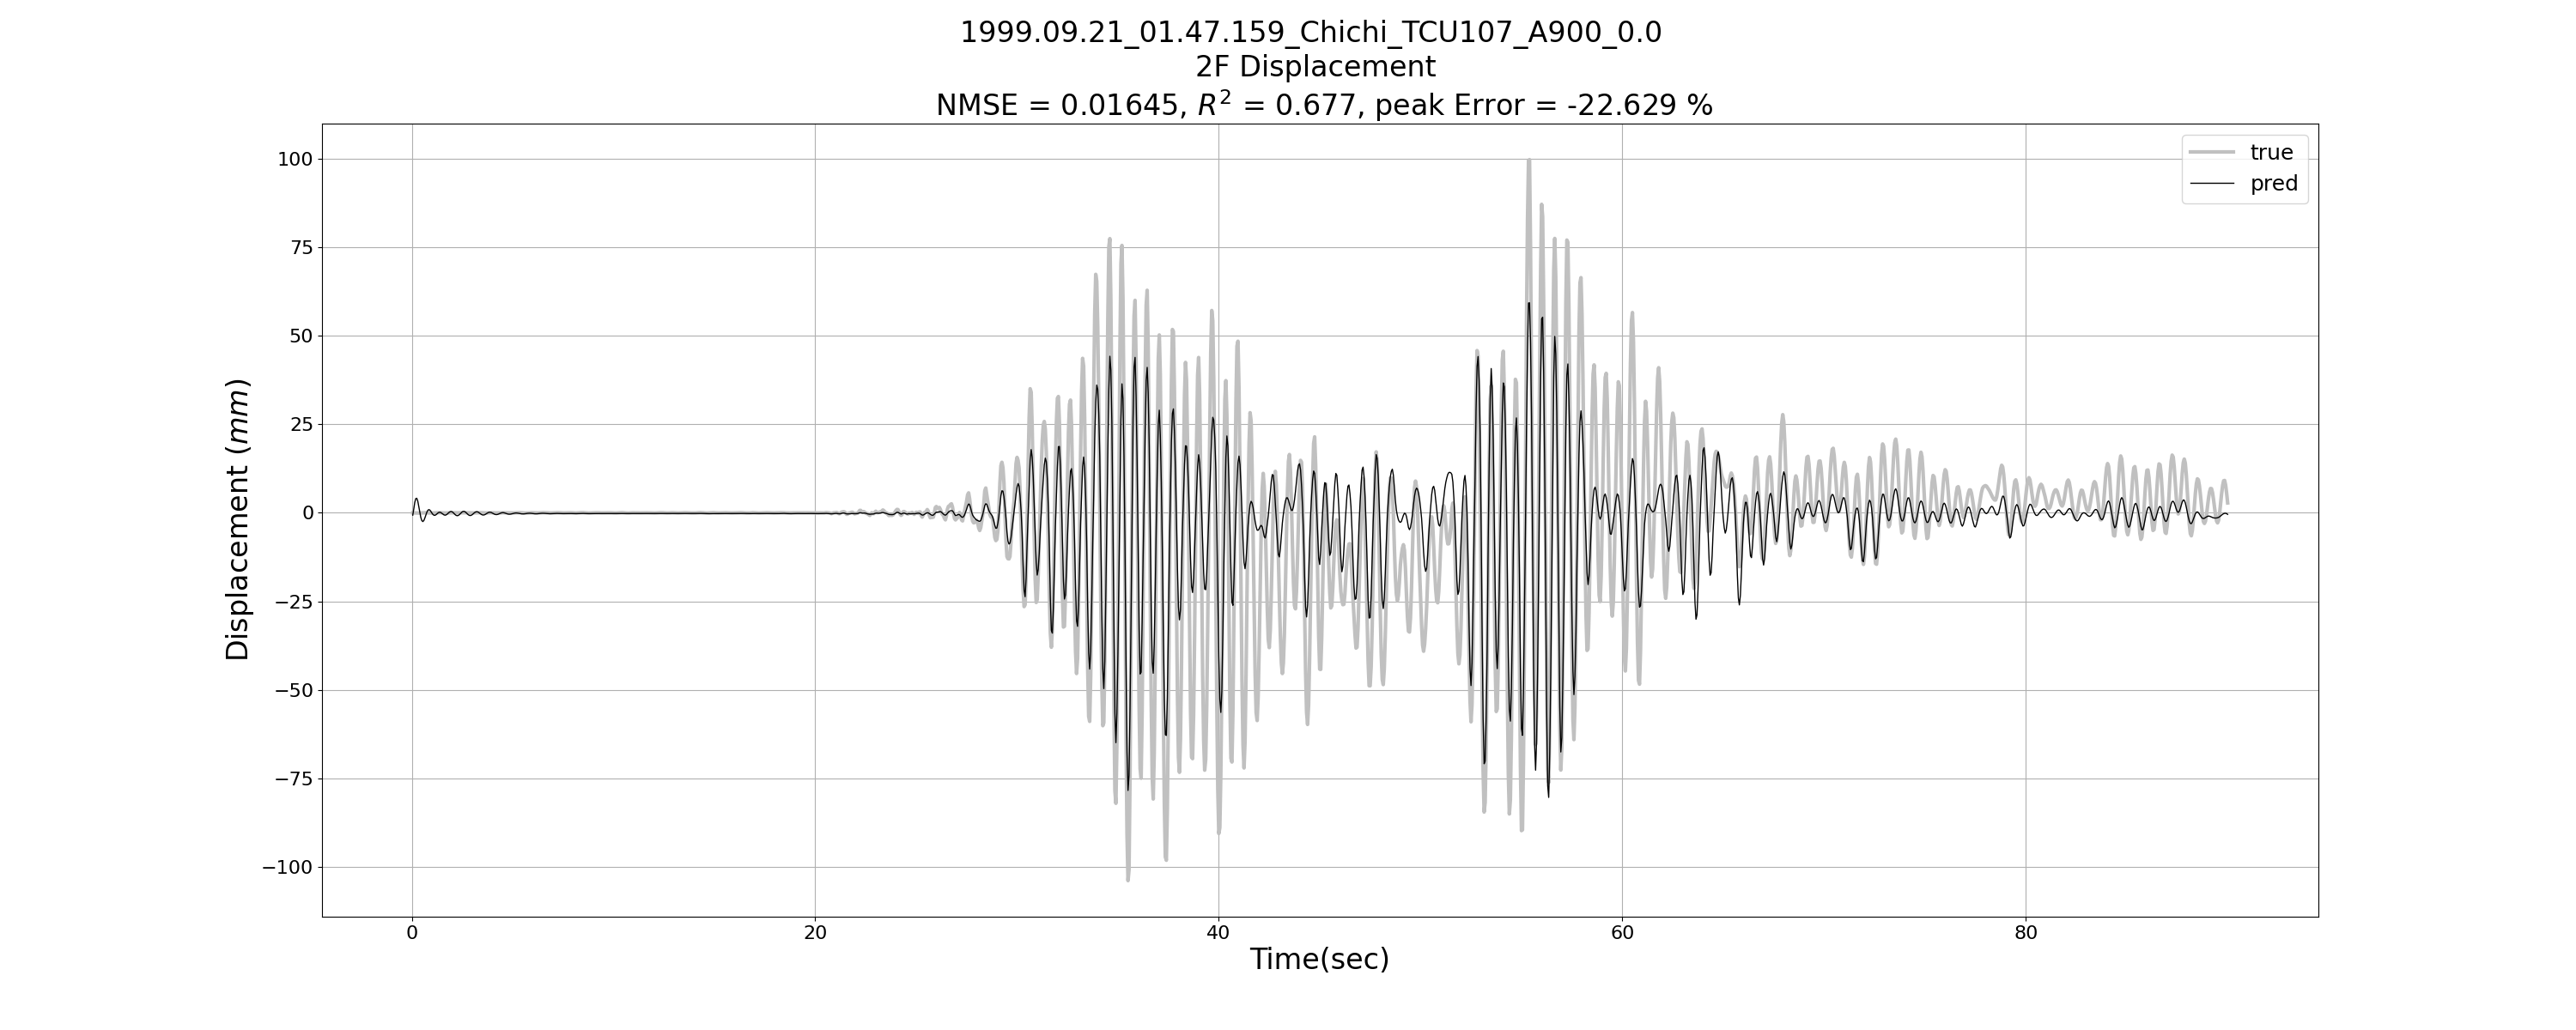 1999.09.21_01.47.159_Chichi_TCU107_A900_0.0
2F Displacement
NMSE = 0.01645, R² = 0.677, peak Error = -22.629 %
true
pred
100
75
50
25
0
−25
−50
−75
−100
Displacement (mm)
0 20 40 60 80
Time(sec)